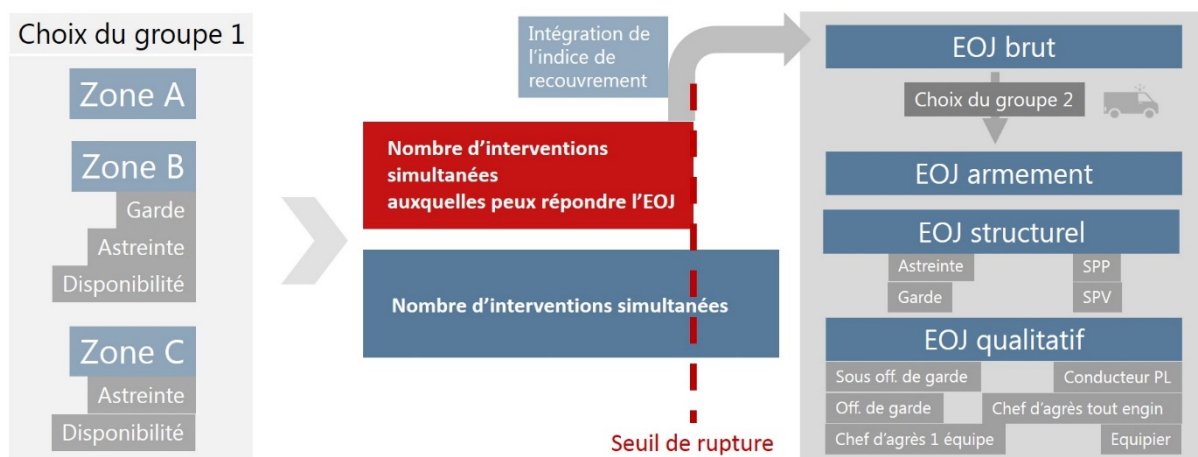 Choix du groupe 1
Zone A
Zone B
Garde
Astreinte
Disponibilité
Zone C
Astreinte
Disponibilité
Intégration de
l'indice de
recouvrement
Nombre d'interventions
simultanées
auxquelles peux répondre l'EOJ
Nombre d'interventions simultanées
Seuil de rupture
EOJ brut
Choix du groupe 2
EOJ armement
EOJ structurel
Astreinte
SPP
Garde
SPV
EOJ qualitatif
Sous off. de garde
Conducteur PL
Off. de garde
Chef d'agrès tout engin
Chef d'agrès 1 équipe
Equipier